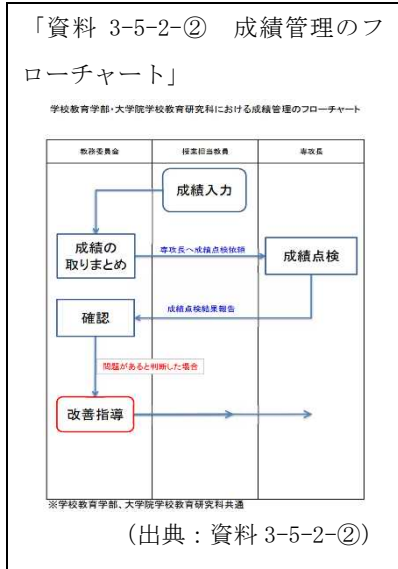 「資料 3-5-2-② 成績管理のフ
ローチャート」
学校教育学部・大学院学校教育研究科における成績管理のフローチャート
教務委員会 授業担当教員 専攻長
成績入力
成績の
取りまとめ
専攻長へ成績点検依頼
成績点検
確認
成績点検結果報告
問題があると判断した場合
改善指導
※学校教育学部、大学院学校教育研究科共通
(出典：資料 3-5-2-②)